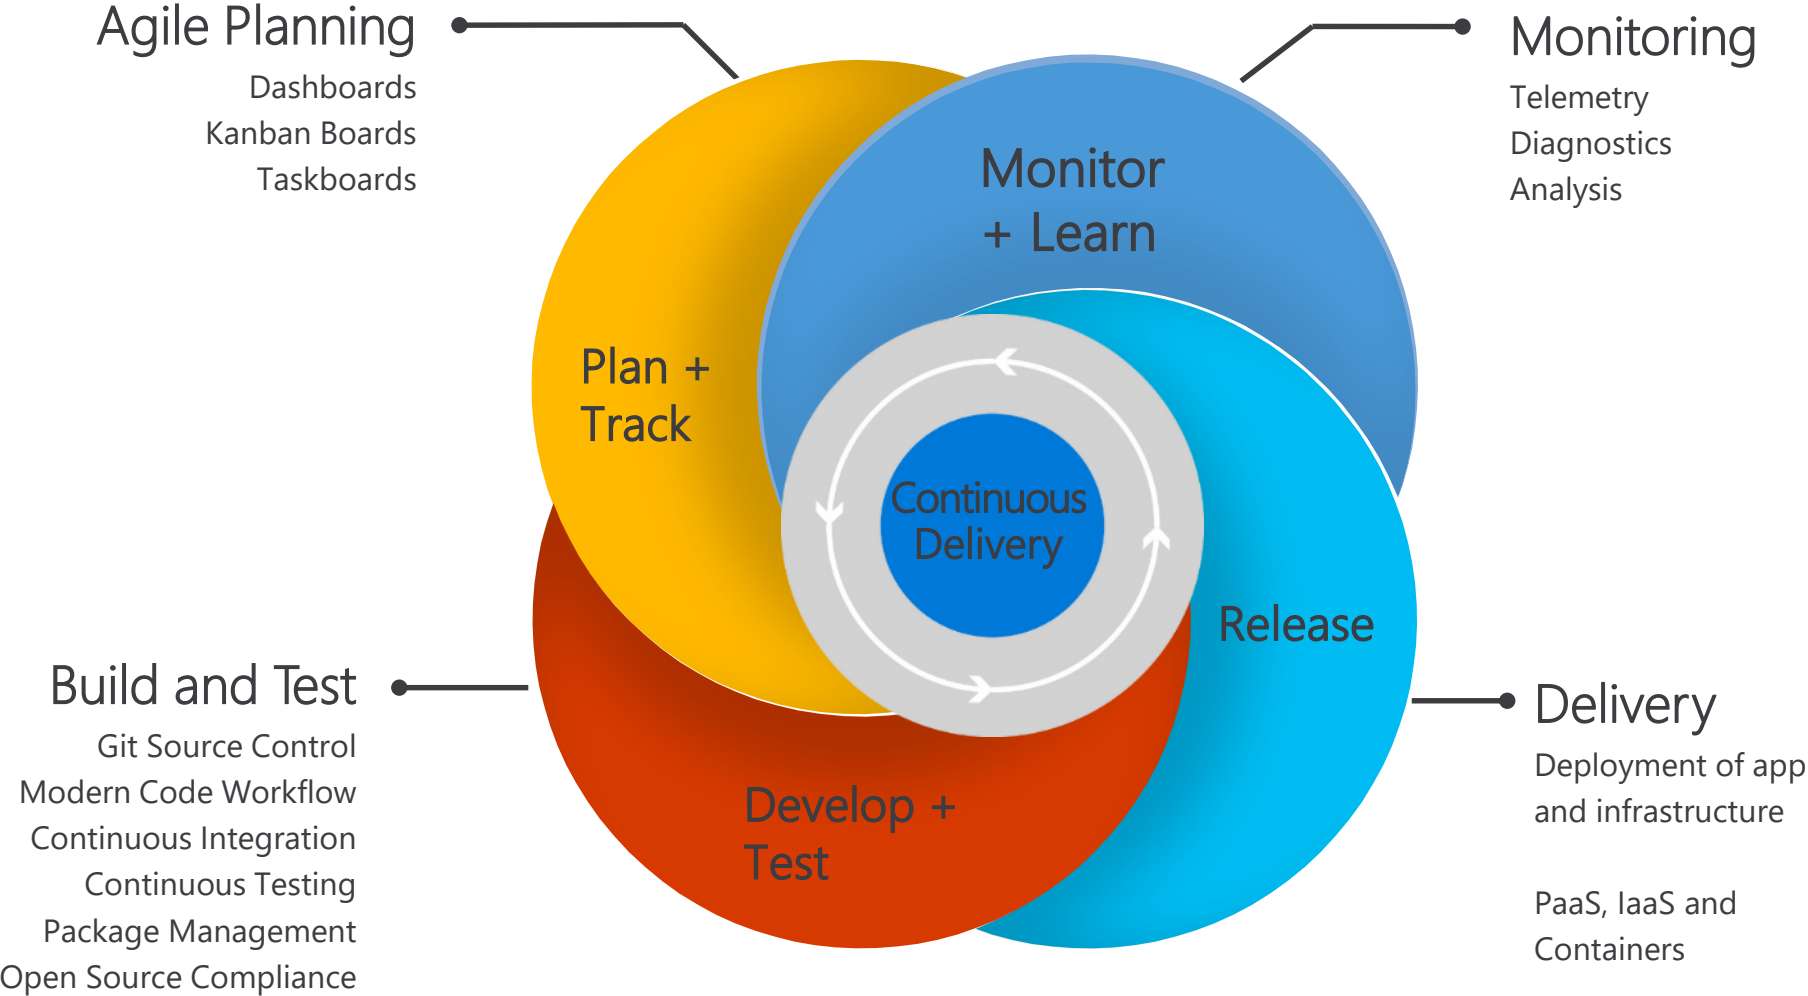 Agile Planning
Dashboards
Kanban Boards
Taskboards
Monitoring
Telemetry
Diagnostics
Analysis
Monitor
+ Learn
Plan +
Track
Continuous
Delivery
Release
Develop +
Test
Build and Test
Git Source Control
Modern Code Workflow
Continuous Integration
Continuous Testing
Package Management
Open Source Compliance
Delivery
Deployment of app
and infrastructure
PaaS, IaaS and
Containers